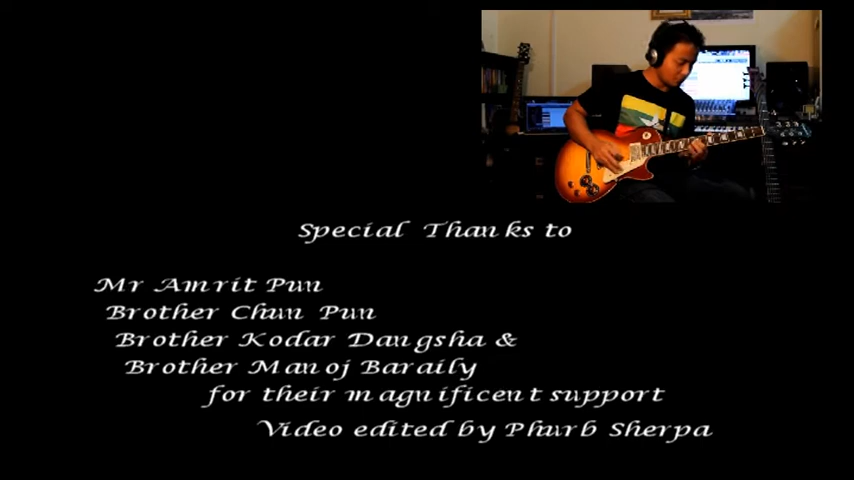 Special Thanks to
Mr Amrit Pun
Brother Chun Pun
Brother Kodar Dangsha &
Brother Manoj Baraily
for their magnificent support
Video edited by Phurb Sherpa